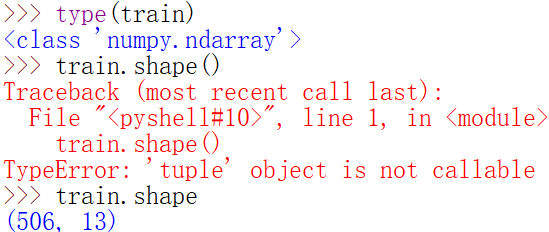 >>> type(train)
<class 'numpy.ndarray'>
>>> train.shape()
Traceback (most recent call last):
  File "<pyshell#10>", line 1, in <module>
    train.shape()
TypeError: 'tuple' object is not callable
>>> train.shape
(506, 13)